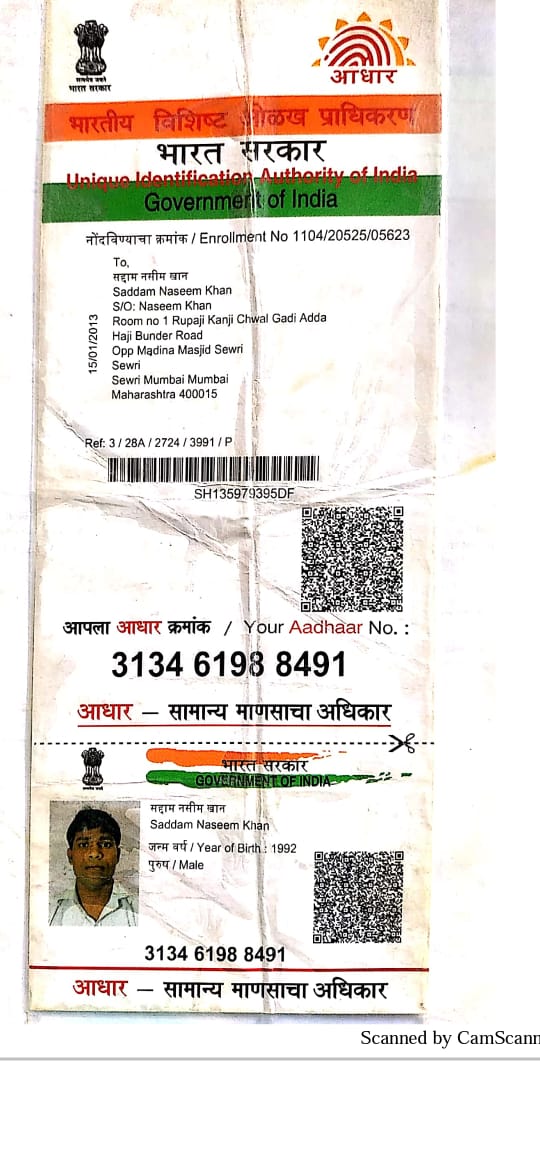 सत्यमेव जयते
भारत सरकार
आधार
भारतीय विशिष्ट ओळख प्राधिकरण
भारत सरकार
Unique Identification Authority of India
Government of India
नोंदविण्याचा क्रमांक / Enrollment No 1104/20525/05623
15/01/2013
To,
सद्दाम नसीम खान
Saddam Naseem Khan
S/O: Naseem Khan
Room no 1 Rupaji Kanji Chwal Gadi Adda
Haji Bunder Road
Opp Madina Masjid Sewri
Sewri
Sewri Mumbai Mumbai
Maharashtra 400015
Ref: 3 / 28A / 2724 / 3991 / P
SH135979395DF
आपला आधार क्रमांक / Your Aadhaar No. :
3134 6198 8491
आधार — सामान्य माणसाचा अधिकार
भारत सरकार
GOVERNMENT OF INDIA
सद्दाम नसीम खान
Saddam Naseem Khan
जन्म वर्ष / Year of Birth : 1992
पुरुष / Male
3134 6198 8491
आधार — सामान्य माणसाचा अधिकार
Scanned by CamScann